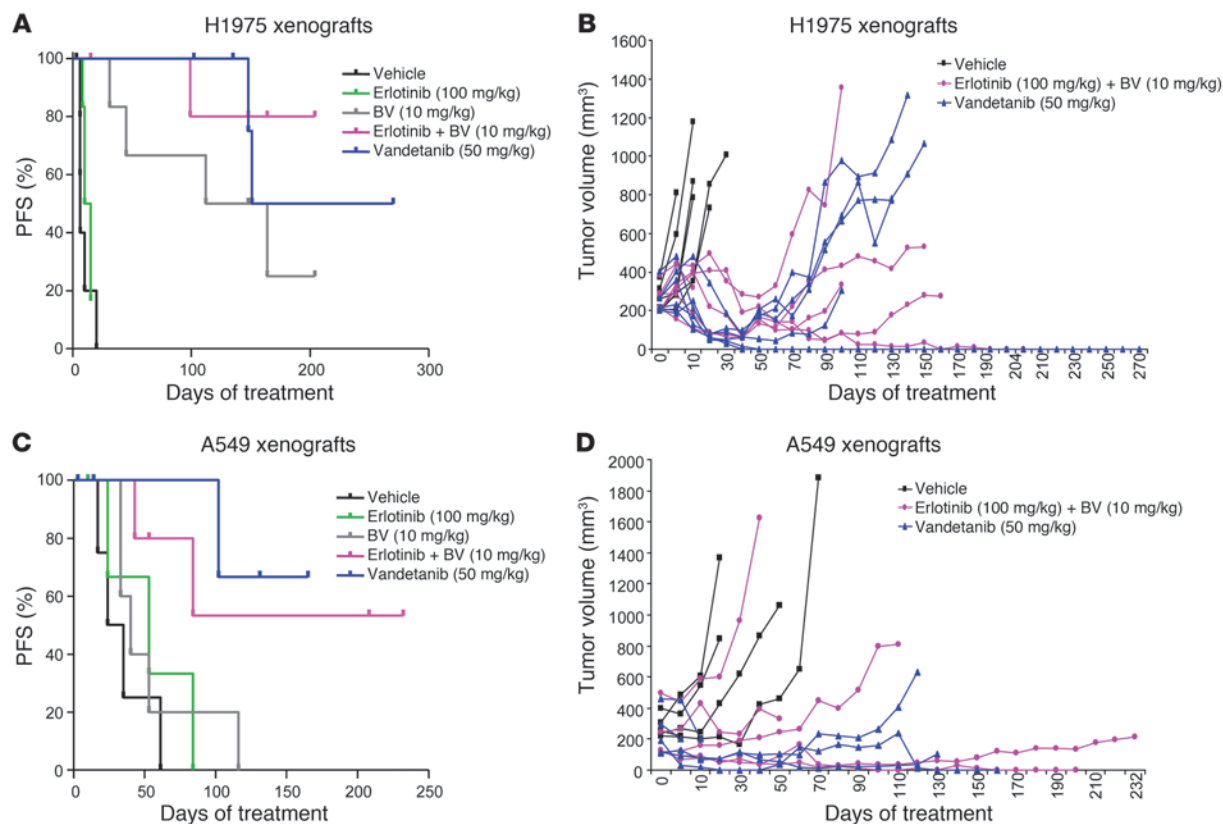 A
H1975 xenografts
PFS (%)
100
80
60
40
20
0
0
100
200
300
Days of treatment
Vehicle
Erlotinib (100 mg/kg)
BV (10 mg/kg)
Erlotinib + BV (10 mg/kg)
Vandetanib (50 mg/kg)
B
H1975 xenografts
Tumor volume (mm³)
1600
1400
1200
1000
800
600
400
200
0
0
10
30
50
70
90
110
130
150
170
190
204
210
230
250
270
Days of treatment
Vehicle
Erlotinib (100 mg/kg) + BV (10 mg/kg)
Vandetanib (50 mg/kg)
C
A549 xenografts
PFS (%)
100
80
60
40
20
0
0
50
100
150
200
250
Days of treatment
Vehicle
Erlotinib (100 mg/kg)
BV (10 mg/kg)
Erlotinib + BV (10 mg/kg)
Vandetanib (50 mg/kg)
D
A549 xenografts
Tumor volume (mm³)
2000
1800
1600
1400
1200
1000
800
600
400
200
0
0
10
30
50
70
90
110
130
150
170
190
210
232
Days of treatment
Vehicle
Erlotinib (100 mg/kg) + BV (10 mg/kg)
Vandetanib (50 mg/kg)